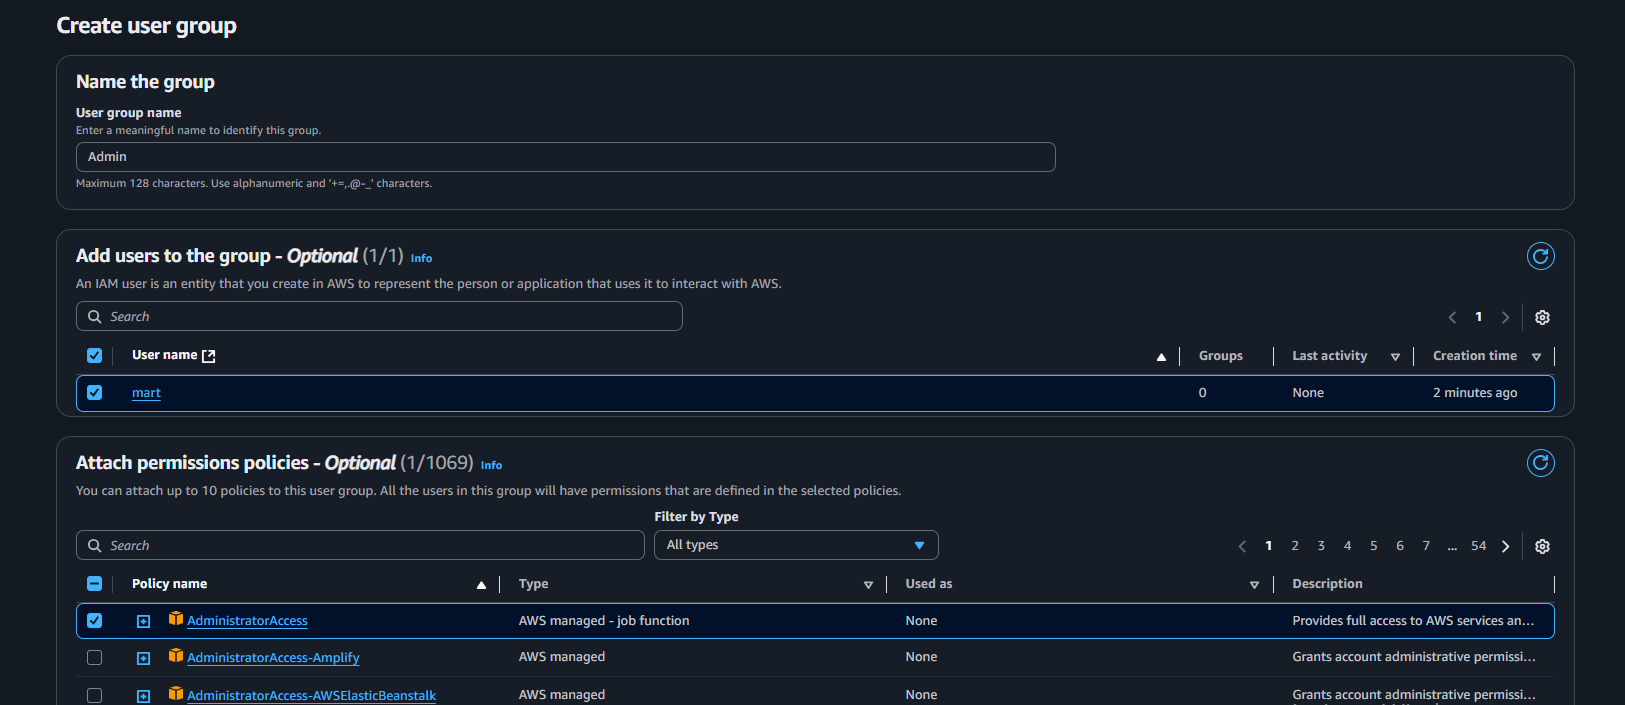 Create user group
Name the group
User group name
Enter a meaningful name to identify this group.
Admin
Maximum 128 characters. Use alphanumeric and '+=,.@-_' characters.
Add users to the group - Optional (1/1) Info
An IAM user is an entity that you create in AWS to represent the person or application that uses it to interact with AWS.
Search
1
User name Groups Last activity Creation time
mart 0 None 2 minutes ago
Attach permissions policies - Optional (1/1069) Info
You can attach up to 10 policies to this user group. All the users in this group will have permissions that are defined in the selected policies.
Filter by Type
Search All types 1 2 3 4 5 6 7 ... 54
Policy name Type Used as Description
AdministratorAccess AWS managed - job function None Provides full access to AWS services an...
AdministratorAccess-Amplify AWS managed None Grants account administrative permissi...
AdministratorAccess-AWSElasticBeanstalk AWS managed None Grants account administrative permissi...